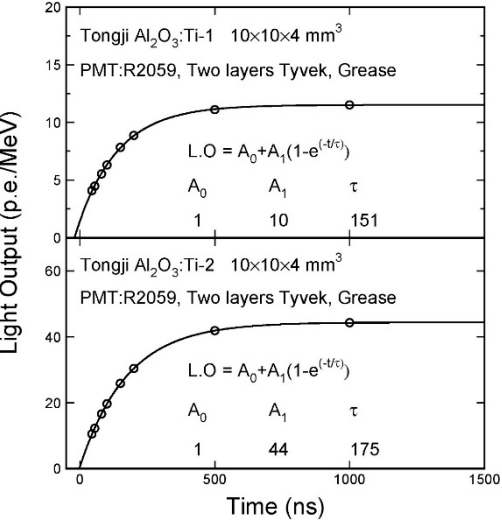 Light Output (p.e./MeV)
20
15
10
5
0
Tongji Al₂O₃:Ti-1 10×10×4 mm³
PMT:R2059, Two layers Tyvek, Grease
L.O = A₀+A₁(1-e^(-t/τ))
A₀ A₁ τ
1 10 151
60
40
20
0
Tongji Al₂O₃:Ti-2 10×10×4 mm³
PMT:R2059, Two layers Tyvek, Grease
L.O = A₀+A₁(1-e^(-t/τ))
A₀ A₁ τ
1 44 175
0 500 1000 1500
Time (ns)